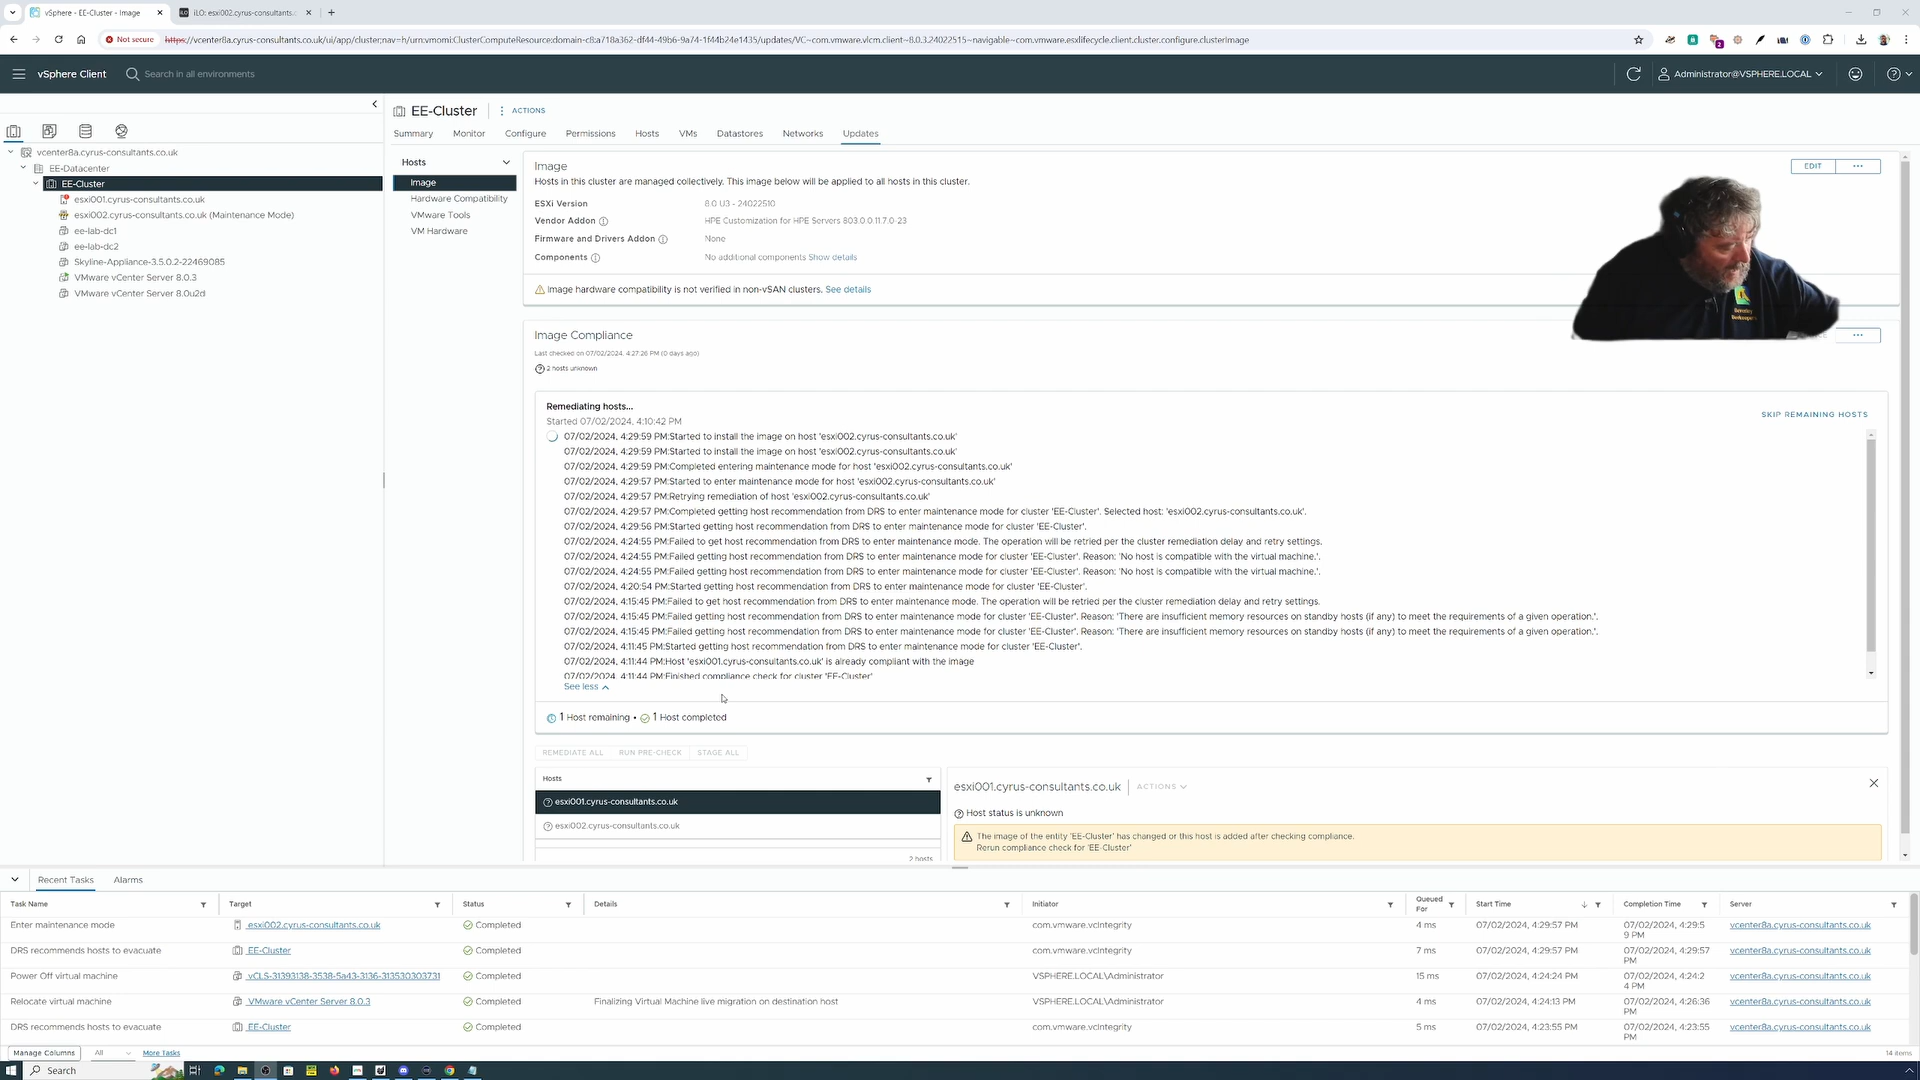 vSphere - EE-Cluster - Image
iLO: esxi002.cyrus-consultants.
Not secure
https://vcenter8a.cyrus-consultants.co.uk/ui/app/cluster;nav=h/urn:vmomi:ClusterComputeResource:domain-c8:a718a362-df44-49b6-9a74-1f44b24e1435/updates/VC~com.vmware.vlcm.client~8.0.3.24022515~navigable~com.vmware.esxlifecycle.client.cluster.configure.clusterImage
vSphere Client
Search in all environments
Administrator@VSPHERE.LOCAL
EE-Cluster
ACTIONS
Summary Monitor Configure Permissions Hosts VMs Datastores Networks Updates
vcenter8a.cyrus-consultants.co.uk
EE-Datacenter
EE-Cluster
esxi001.cyrus-consultants.co.uk
esxi002.cyrus-consultants.co.uk (Maintenance Mode)
ee-lab-dc1
ee-lab-dc2
Skyline-Appliance-3.5.0.2-22469085
VMware vCenter Server 8.0.3
VMware vCenter Server 8.0u2d
Hosts
Image
Hardware Compatibility
VMware Tools
VM Hardware
Image
EDIT
Hosts in this cluster are managed collectively. This image below will be applied to all hosts in this cluster.
ESXi Version 8.0 U3 - 24022510
Vendor Addon HPE Customization for HPE Servers 803.0.0.11.7.0-23
Firmware and Drivers Addon None
Components No additional components Show details
Image hardware compatibility is not verified in non-vSAN clusters. See details
Image Compliance
Last checked on 07/02/2024, 4:27:26 PM (0 days ago)
2 hosts unknown
Remediating hosts...
SKIP REMAINING HOSTS
Started 07/02/2024, 4:10:42 PM
07/02/2024, 4:29:59 PM:Started to install the image on host 'esxi002.cyrus-consultants.co.uk'
07/02/2024, 4:29:59 PM:Started to install the image on host 'esxi002.cyrus-consultants.co.uk'
07/02/2024, 4:29:59 PM:Completed entering maintenance mode for host 'esxi002.cyrus-consultants.co.uk'
07/02/2024, 4:29:57 PM:Started to enter maintenance mode for host 'esxi002.cyrus-consultants.co.uk'
07/02/2024, 4:29:57 PM:Retrying remediation of host 'esxi002.cyrus-consultants.co.uk'
07/02/2024, 4:29:57 PM:Completed getting host recommendation from DRS to enter maintenance mode for cluster 'EE-Cluster'. Selected host: 'esxi002.cyrus-consultants.co.uk'.
07/02/2024, 4:29:56 PM:Started getting host recommendation from DRS to enter maintenance mode for cluster 'EE-Cluster'.
07/02/2024, 4:24:55 PM:Failed to get host recommendation from DRS to enter maintenance mode. The operation will be retried per the cluster remediation delay and retry settings.
07/02/2024, 4:24:55 PM:Failed getting host recommendation from DRS to enter maintenance mode for cluster 'EE-Cluster'. Reason: 'No host is compatible with the virtual machine.'.
07/02/2024, 4:24:55 PM:Failed getting host recommendation from DRS to enter maintenance mode for cluster 'EE-Cluster'. Reason: 'No host is compatible with the virtual machine.'.
07/02/2024, 4:20:54 PM:Started getting host recommendation from DRS to enter maintenance mode for cluster 'EE-Cluster'.
07/02/2024, 4:15:45 PM:Failed to get host recommendation from DRS to enter maintenance mode. The operation will be retried per the cluster remediation delay and retry settings.
07/02/2024, 4:15:45 PM:Failed getting host recommendation from DRS to enter maintenance mode for cluster 'EE-Cluster'. Reason: 'There are insufficient memory resources on standby hosts (if any) to meet the requirements of a given operation.'.
07/02/2024, 4:15:45 PM:Failed getting host recommendation from DRS to enter maintenance mode for cluster 'EE-Cluster'. Reason: 'There are insufficient memory resources on standby hosts (if any) to meet the requirements of a given operation.'.
07/02/2024, 4:11:45 PM:Started getting host recommendation from DRS to enter maintenance mode for cluster 'EE-Cluster'.
07/02/2024, 4:11:44 PM:Host 'esxi001.cyrus-consultants.co.uk' is already compliant with the image
07/02/2024, 4:11:44 PM:Finished compliance check for cluster 'EE-Cluster'
See less
1 Host remaining • 1 Host completed
REMEDIATE ALL RUN PRE-CHECK STAGE ALL
Hosts
esxi001.cyrus-consultants.co.uk
esxi002.cyrus-consultants.co.uk
2 hosts
esxi001.cyrus-consultants.co.uk ACTIONS
Host status is unknown
The image of the entity 'EE-Cluster' has changed or this host is added after checking compliance.
Rerun compliance check for 'EE-Cluster'
Recent Tasks Alarms
Task Name Target Status Details Initiator Queued For Start Time Completion Time Server
Enter maintenance mode esxi002.cyrus-consultants.co.uk Completed com.vmware.vcIntegrity 4 ms 07/02/2024, 4:29:57 PM 07/02/2024, 4:29:59 PM vcenter8a.cyrus-consultants.co.uk
DRS recommends hosts to evacuate EE-Cluster Completed com.vmware.vcIntegrity 7 ms 07/02/2024, 4:29:57 PM 07/02/2024, 4:29:57 PM vcenter8a.cyrus-consultants.co.uk
Power Off virtual machine vCLS-31393138-3538-5a43-3136-313530303731 Completed VSPHERE.LOCAL\Administrator 15 ms 07/02/2024, 4:24:24 PM 07/02/2024, 4:24:24 PM vcenter8a.cyrus-consultants.co.uk
Relocate virtual machine VMware vCenter Server 8.0.3 Completed Finalizing Virtual Machine live migration on destination host VSPHERE.LOCAL\Administrator 4 ms 07/02/2024, 4:24:13 PM 07/02/2024, 4:26:36 PM vcenter8a.cyrus-consultants.co.uk
DRS recommends hosts to evacuate EE-Cluster Completed com.vmware.vcIntegrity 5 ms 07/02/2024, 4:23:55 PM 07/02/2024, 4:23:55 PM vcenter8a.cyrus-consultants.co.uk
Manage Columns All More Tasks
14 items
Search